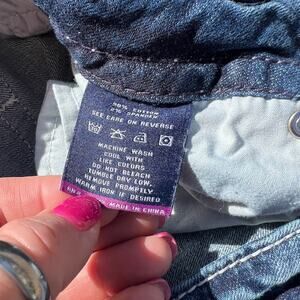 98% COTTON
2% SPANDEX
SEE CARE ON REVERSE
MACHINE WASH
COOL WITH
LIKE COLORS
DO NOT BLEACH
TUMBLE DRY LOW,
REMOVE PROMPTLY
WARM IRON IF DESIRED
MADE IN CHINA